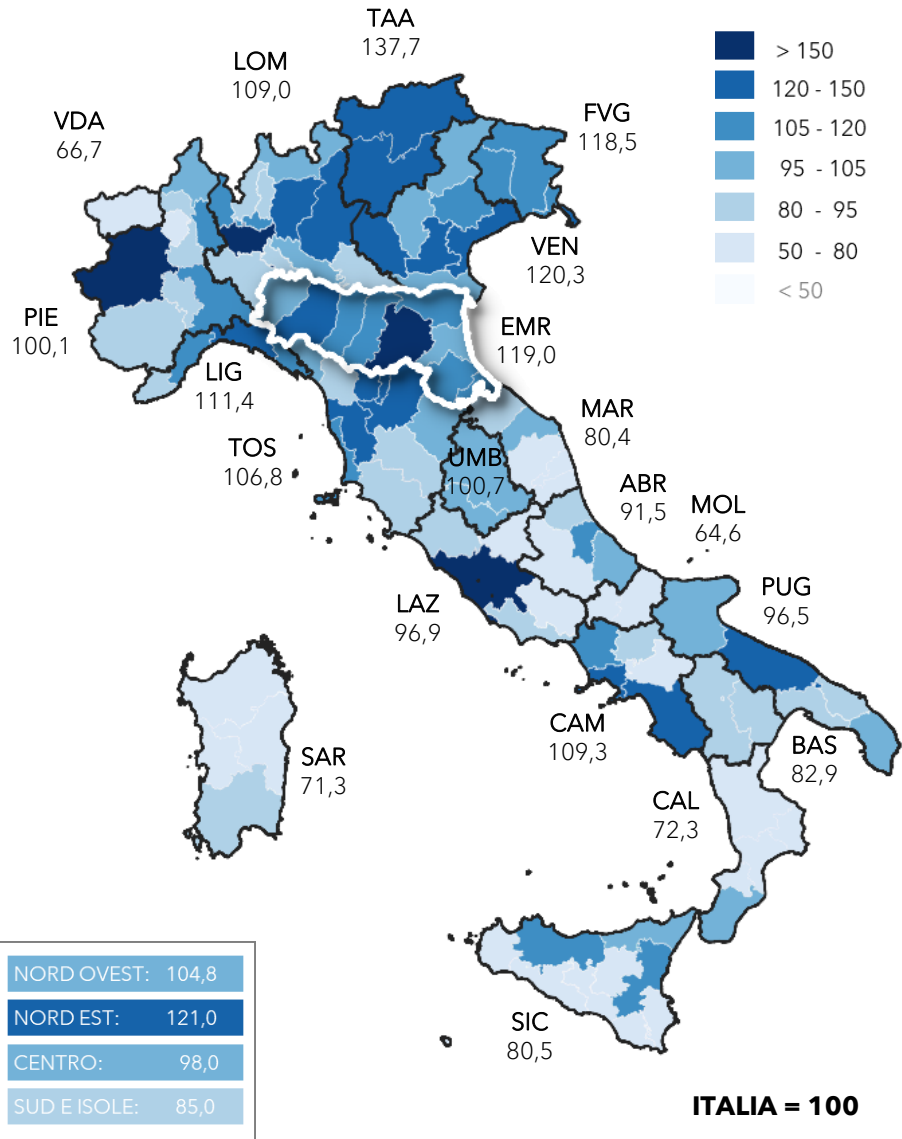 TAA
137,7
LOM
109,0
VDA
66,7
FVG
118,5
> 150
120 - 150
105 - 120
95 - 105
80 - 95
50 - 80
< 50
VEN
120,3
PIE
100,1
LIG
111,4
EMR
119,0
TOS
106,8
UMB
100,7
MAR
80,4
ABR
91,5
MOL
64,6
LAZ
96,9
PUG
96,5
CAM
109,3
BAS
82,9
SAR
71,3
CAL
72,3
SIC
80,5
NORD OVEST: 104,8
NORD EST: 121,0
CENTRO: 98,0
SUD E ISOLE: 85,0
ITALIA = 100